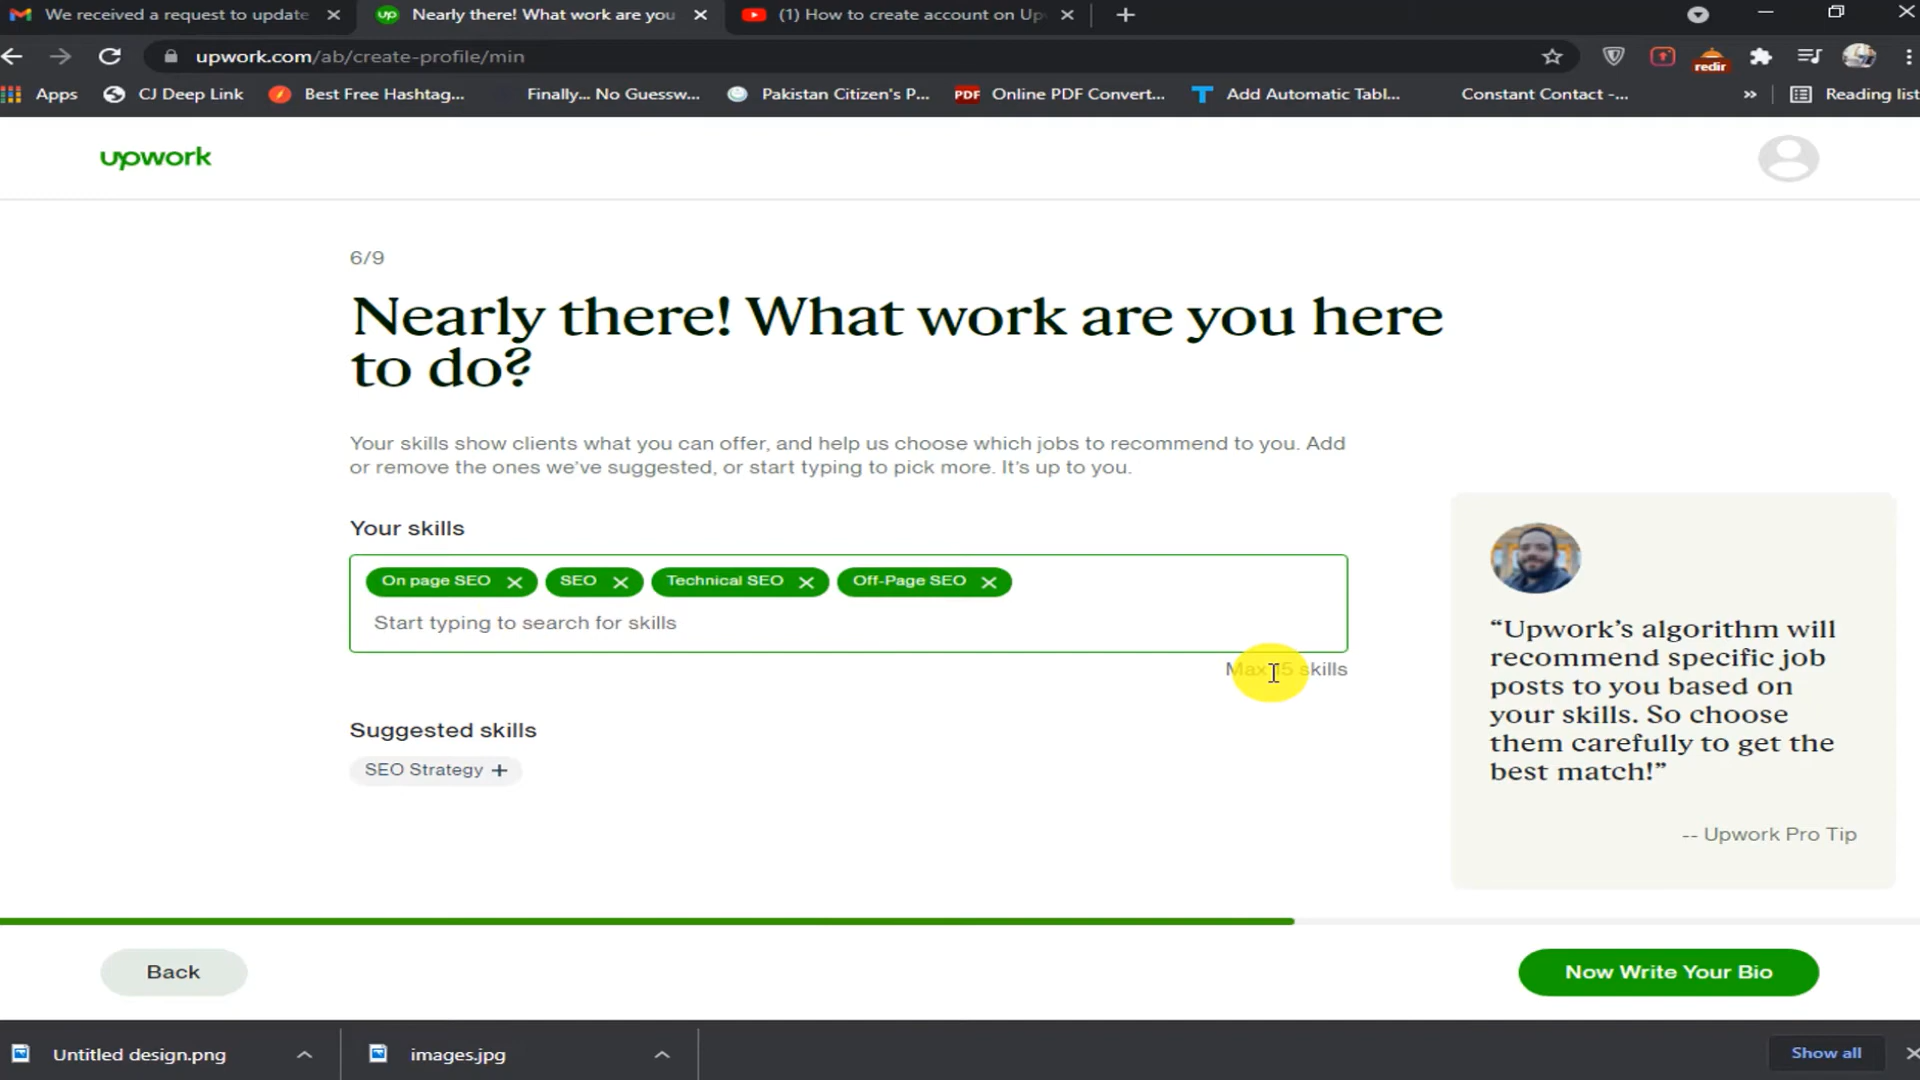 We received a request to update
Nearly there! What work are you
(1) How to create account on Up
upwork.com/ab/create-profile/min
redir
Apps
CJ Deep Link
Best Free Hashtag...
Finally... No Guessw...
Pakistan Citizen's P...
PDF
Online PDF Convert...
Add Automatic Tabl...
Constant Contact -...
»
Reading list
upwork
6/9
Nearly there! What work are you here
to do?
Your skills show clients what you can offer, and help us choose which jobs to recommend to you. Add
or remove the ones we've suggested, or start typing to pick more. It's up to you.
Your skills
On page SEO
SEO
Technical SEO
Off-Page SEO
Start typing to search for skills
Max 15 skills
Suggested skills
SEO Strategy +
“Upwork’s algorithm will
recommend specific job
posts to you based on
your skills. So choose
them carefully to get the
best match!”
-- Upwork Pro Tip
Back
Now Write Your Bio
Untitled design.png
images.jpg
Show all